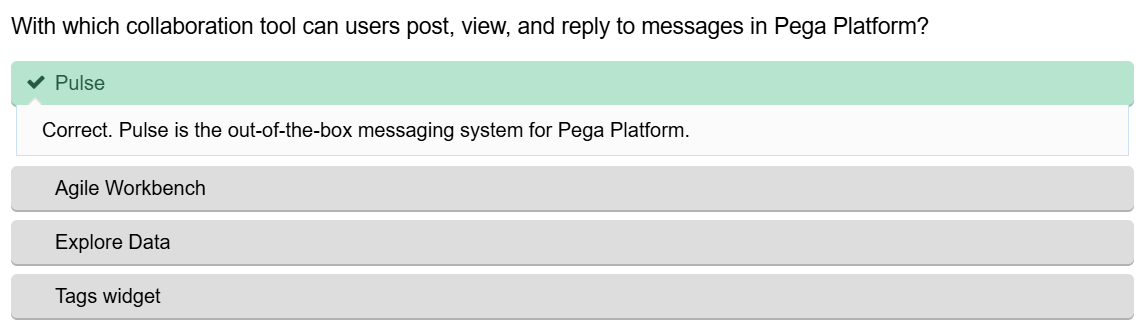 With which collaboration tool can users post, view, and reply to messages in Pega Platform?
Pulse
Correct. Pulse is the out-of-the-box messaging system for Pega Platform.
Agile Workbench
Explore Data
Tags widget